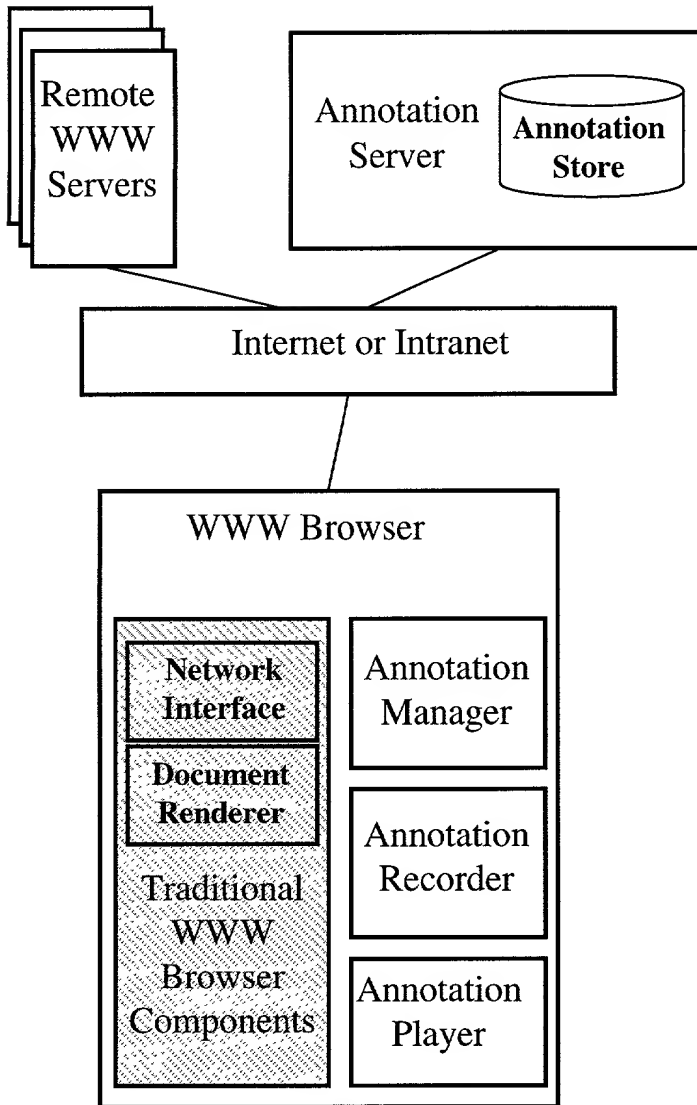 Remote
WWW
Servers
Annotation
Server
Annotation
Store
Internet or Intranet
WWW Browser
Network
Interface
Document
Renderer
Traditional
WWW
Browser
Components
Annotation
Manager
Annotation
Recorder
Annotation
Player